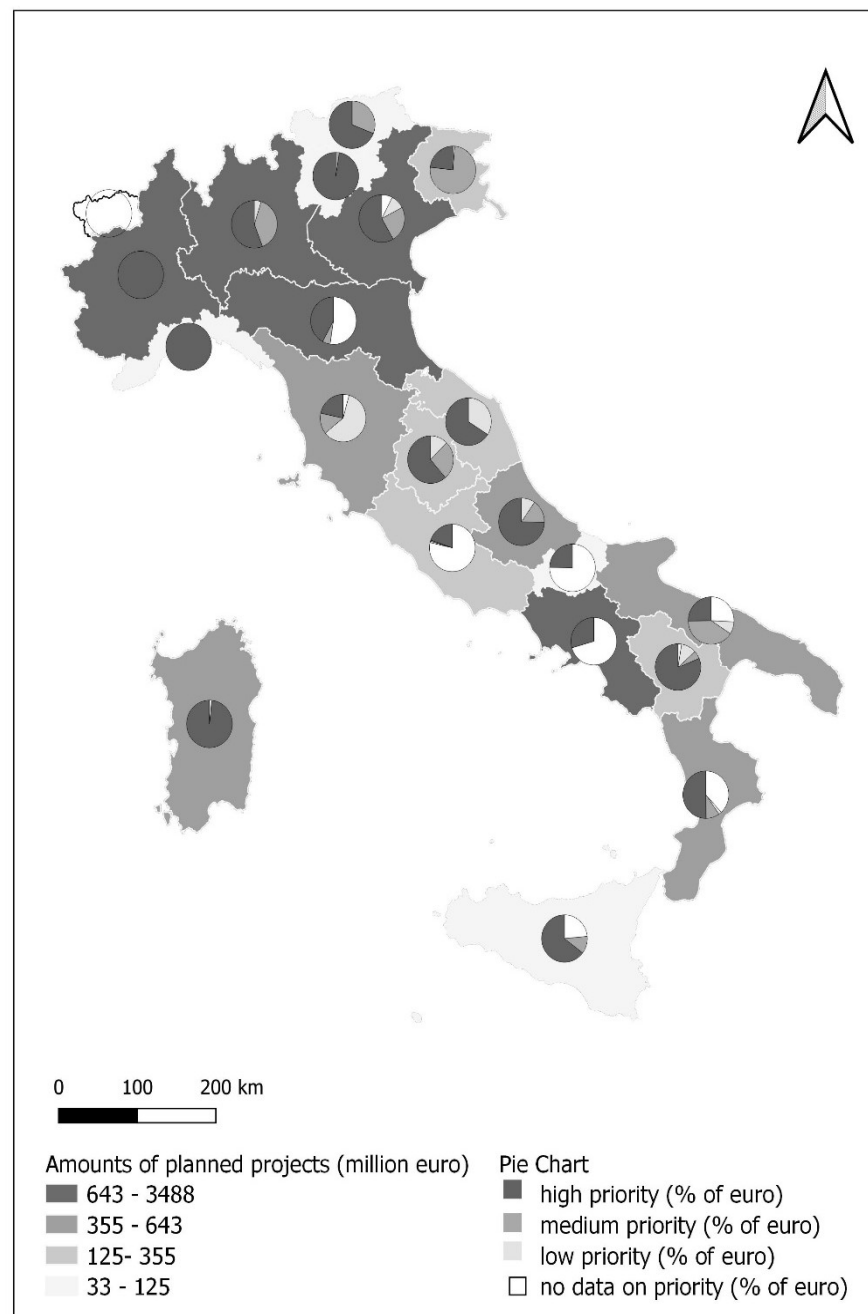 0 100 200 km
Amounts of planned projects (million euro)
643 - 3488
355 - 643
125- 355
33 - 125
Pie Chart
high priority (% of euro)
medium priority (% of euro)
low priority (% of euro)
no data on priority (% of euro)